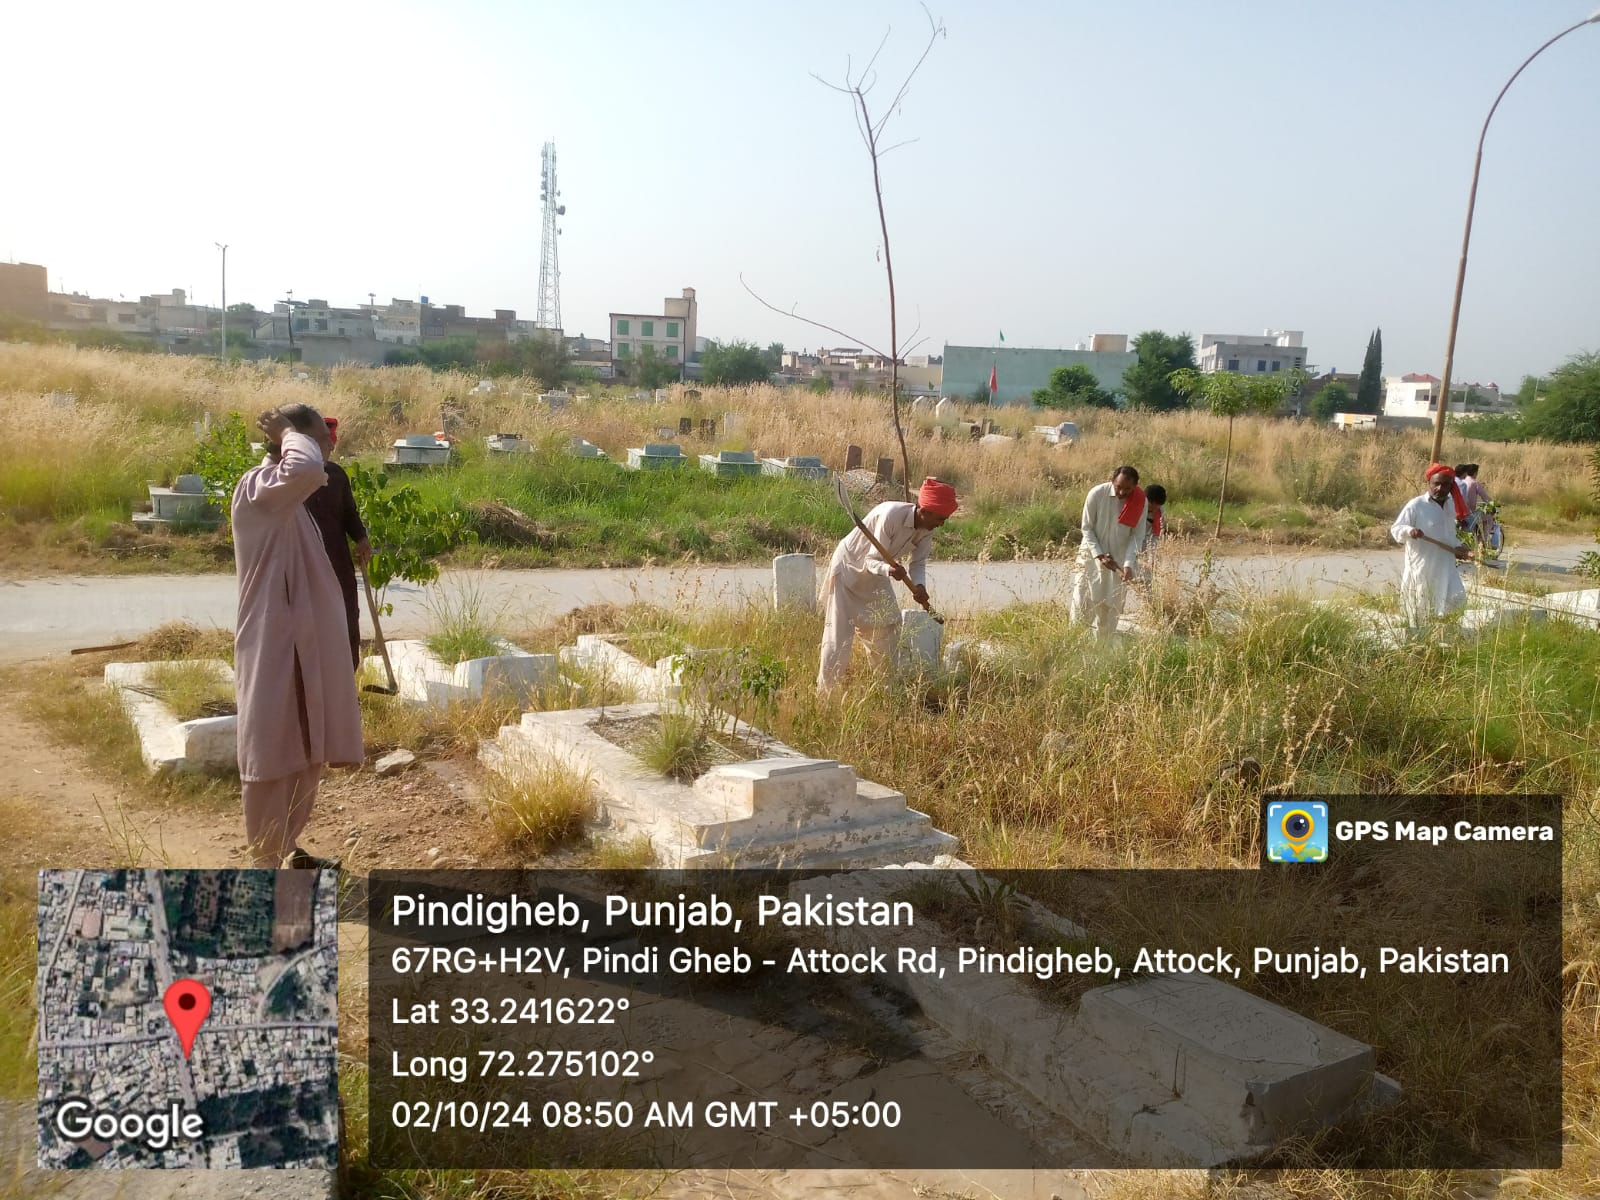 GPS Map Camera
Pindigheb, Punjab, Pakistan
67RG+H2V, Pindi Gheb - Attock Rd, Pindigheb, Attock, Punjab, Pakistan
Lat 33.241622°
Long 72.275102°
02/10/24 08:50 AM GMT +05:00
Google